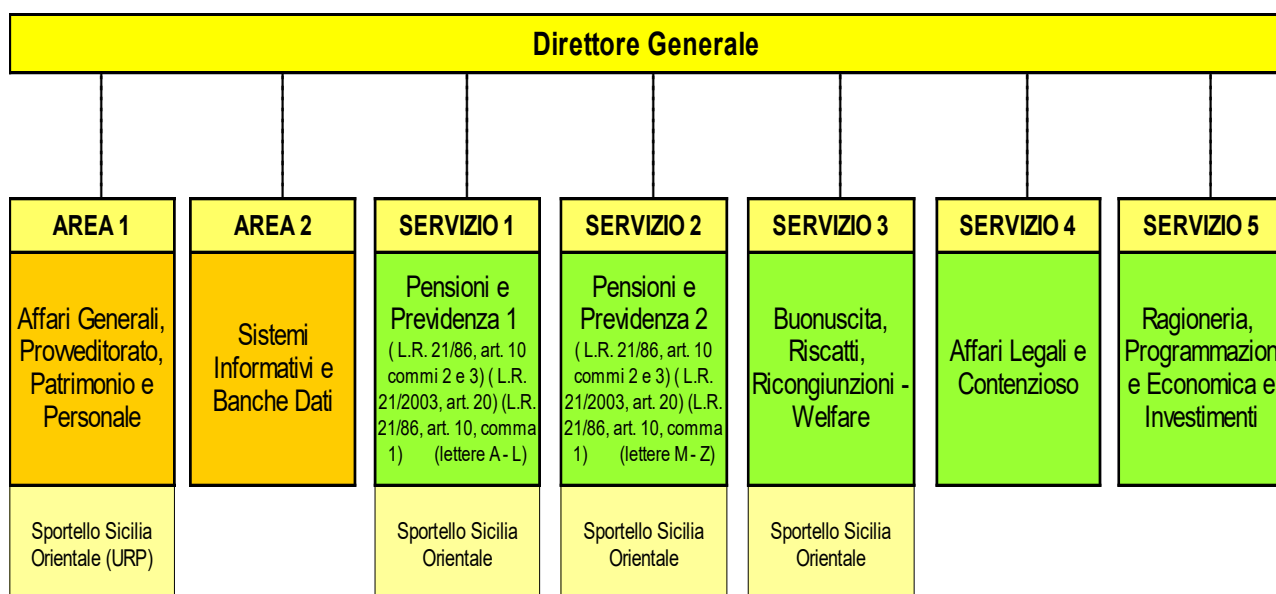 Direttore Generale
AREA 1
Affari Generali,
Provveditorato,
Patrimonio e
Personale
Sportello Sicilia
Orientale (URP)
AREA 2
Sistemi
Informativi e
Banche Dati
SERVIZIO 1
Pensioni e
Previdenza 1
( L.R. 21/86, art. 10
commi 2 e 3) ( L.R.
21/2003, art. 20) (L.R.
21/86, art. 10, comma
1) (lettere A - L)
Sportello Sicilia
Orientale
SERVIZIO 2
Pensioni e
Previdenza 2
( L.R. 21/86, art. 10
commi 2 e 3) ( L.R.
21/2003, art. 20) (L.R.
21/86, art. 10, comma
1) (lettere M - Z)
Sportello Sicilia
Orientale
SERVIZIO 3
Buonuscita,
Riscatti,
Ricongiunzioni -
Welfare
Sportello Sicilia
Orientale
SERVIZIO 4
Affari Legali e
Contenzioso
SERVIZIO 5
Ragioneria,
Programmazion
e Economica e
Investimenti